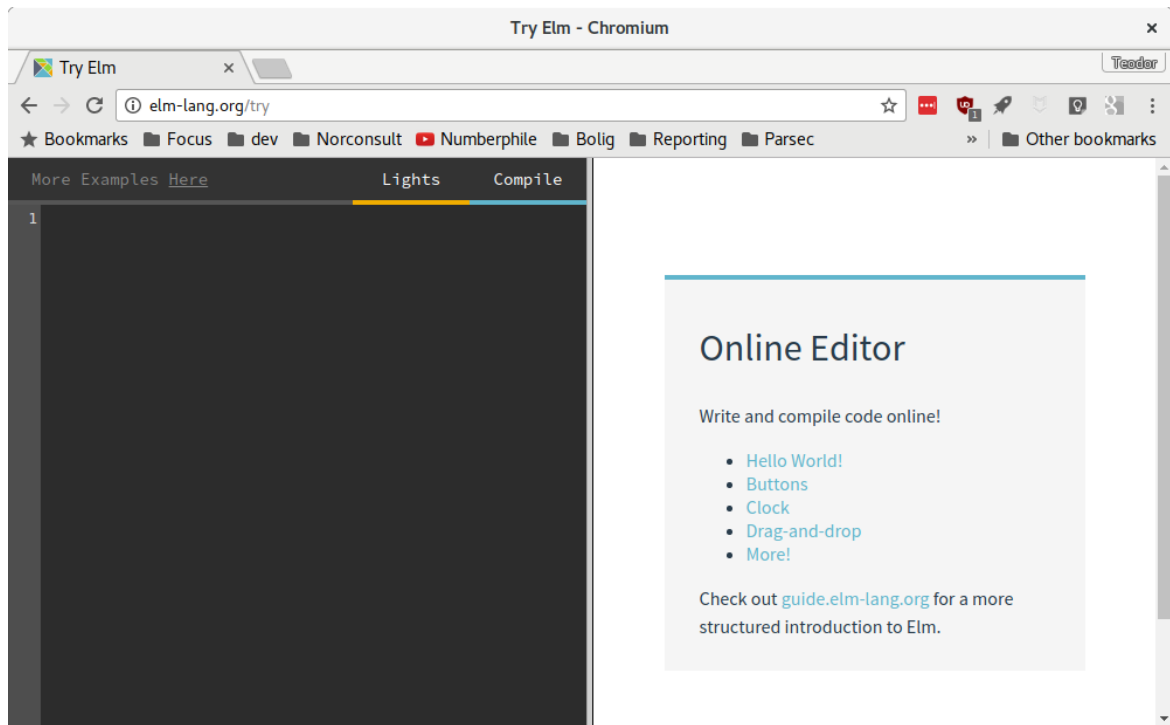 Try Elm - Chromium
Try Elm
Teodor
elm-lang.org/try
1
Bookmarks Focus dev Norconsult Numberphile Bolig Reporting Parsec » Other bookmarks
More Examples Here Lights Compile
1
Online Editor
Write and compile code online!
• Hello World!
• Buttons
• Clock
• Drag-and-drop
• More!
Check out guide.elm-lang.org for a more
structured introduction to Elm.